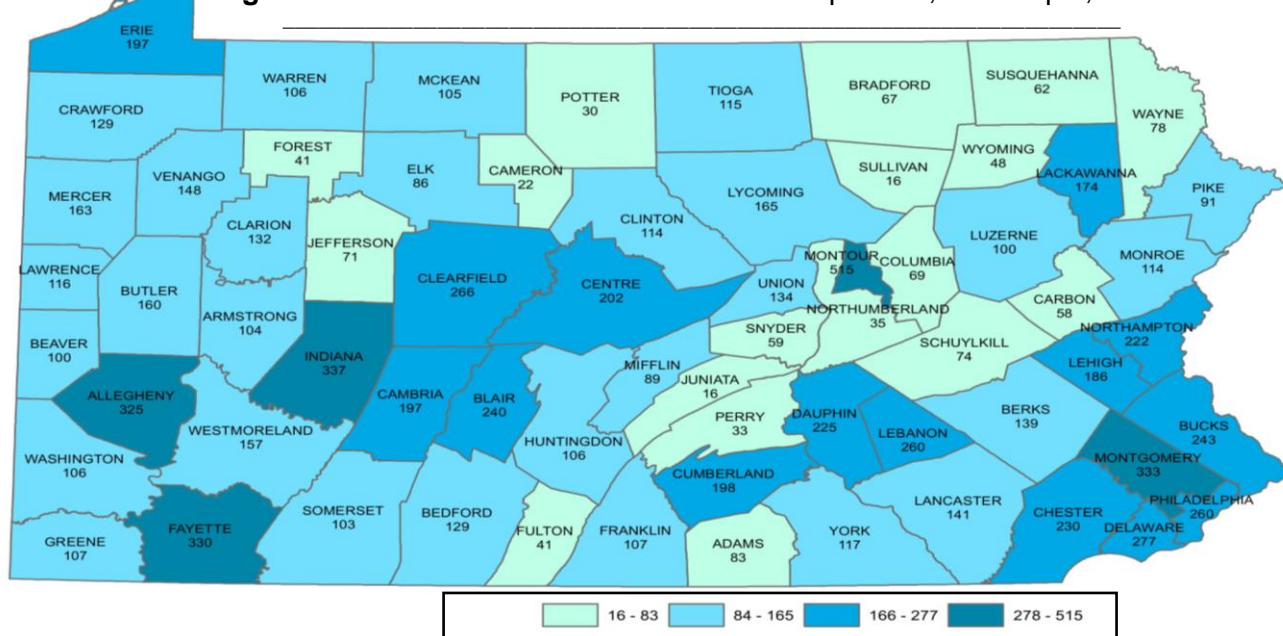 ERIE
197
WARREN
106
MCKEAN
105
POTTER
30
TIOGA
115
BRADFORD
67
SUSQUEHANNA
62
WAYNE
78
CRAWFORD
129
FOREST
41
ELK
86
CAMERON
22
SULLIVAN
16
WYOMING
48
LACKAWANNA
174
PIKE
91
MERCER
163
VENANGO
148
CLARION
132
JEFFERSON
71
CLINTON
114
LYCOMING
165
LUZERNE
100
MONROE
114
LAWRENCE
116
BUTLER
160
ARMSTRONG
104
CLEARFIELD
266
CENTRE
202
UNION
134
MONTOUR
515
COLUMBIA
69
NORTHUMBERLAND
35
CARBON
58
BEAVER
100
INDIANA
337
SNYDER
59
SCHUYLKILL
74
NORTHAMPTON
222
LEHIGH
186
ALLEGHENY
325
CAMBRIA
197
BLAIR
240
MIFFLIN
89
JUNIATA
16
PERRY
33
DAUPHIN
225
LEBANON
260
BERKS
139
BUCKS
243
WASHINGTON
106
WESTMORELAND
157
HUNTINGDON
106
CUMBERLAND
198
MONTGOMERY
333
PHILADELPHIA
260
GREENE
107
FAYETTE
330
SOMERSET
103
BEDFORD
129
FULTON
41
FRANKLIN
107
ADAMS
83
YORK
117
LANCASTER
141
CHESTER
230
DELAWARE
277
16 - 83
84 - 165
166 - 277
278 - 515